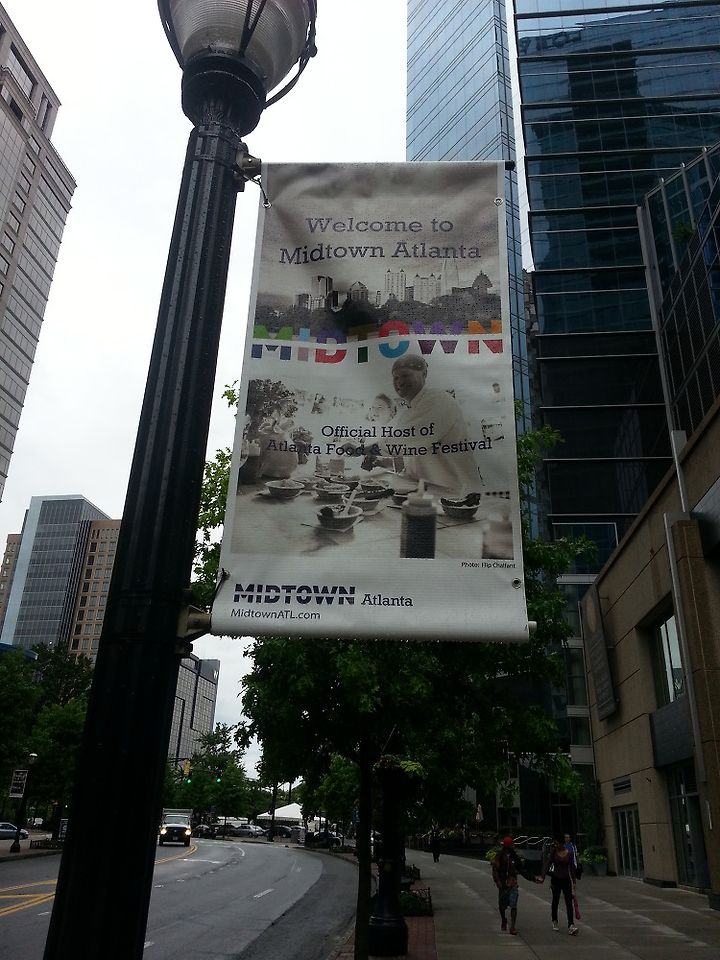 Welcome to
Midtown Atlanta
MIDTOWN
Official Host of
Atlanta Food & Wine Festival
Photo: Flip Chalfant
MIDTOWN Atlanta
MidtownATL.com